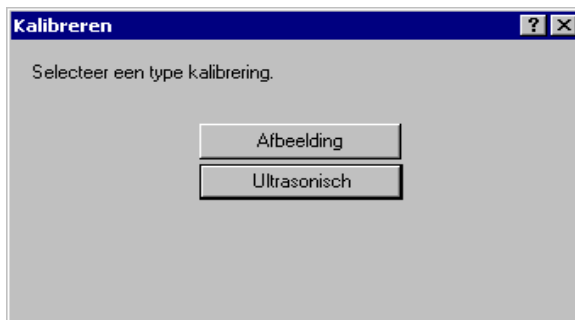 Kalibreren
Selecteer een type kalibrering.
Afbeelding
Ultrasonisch